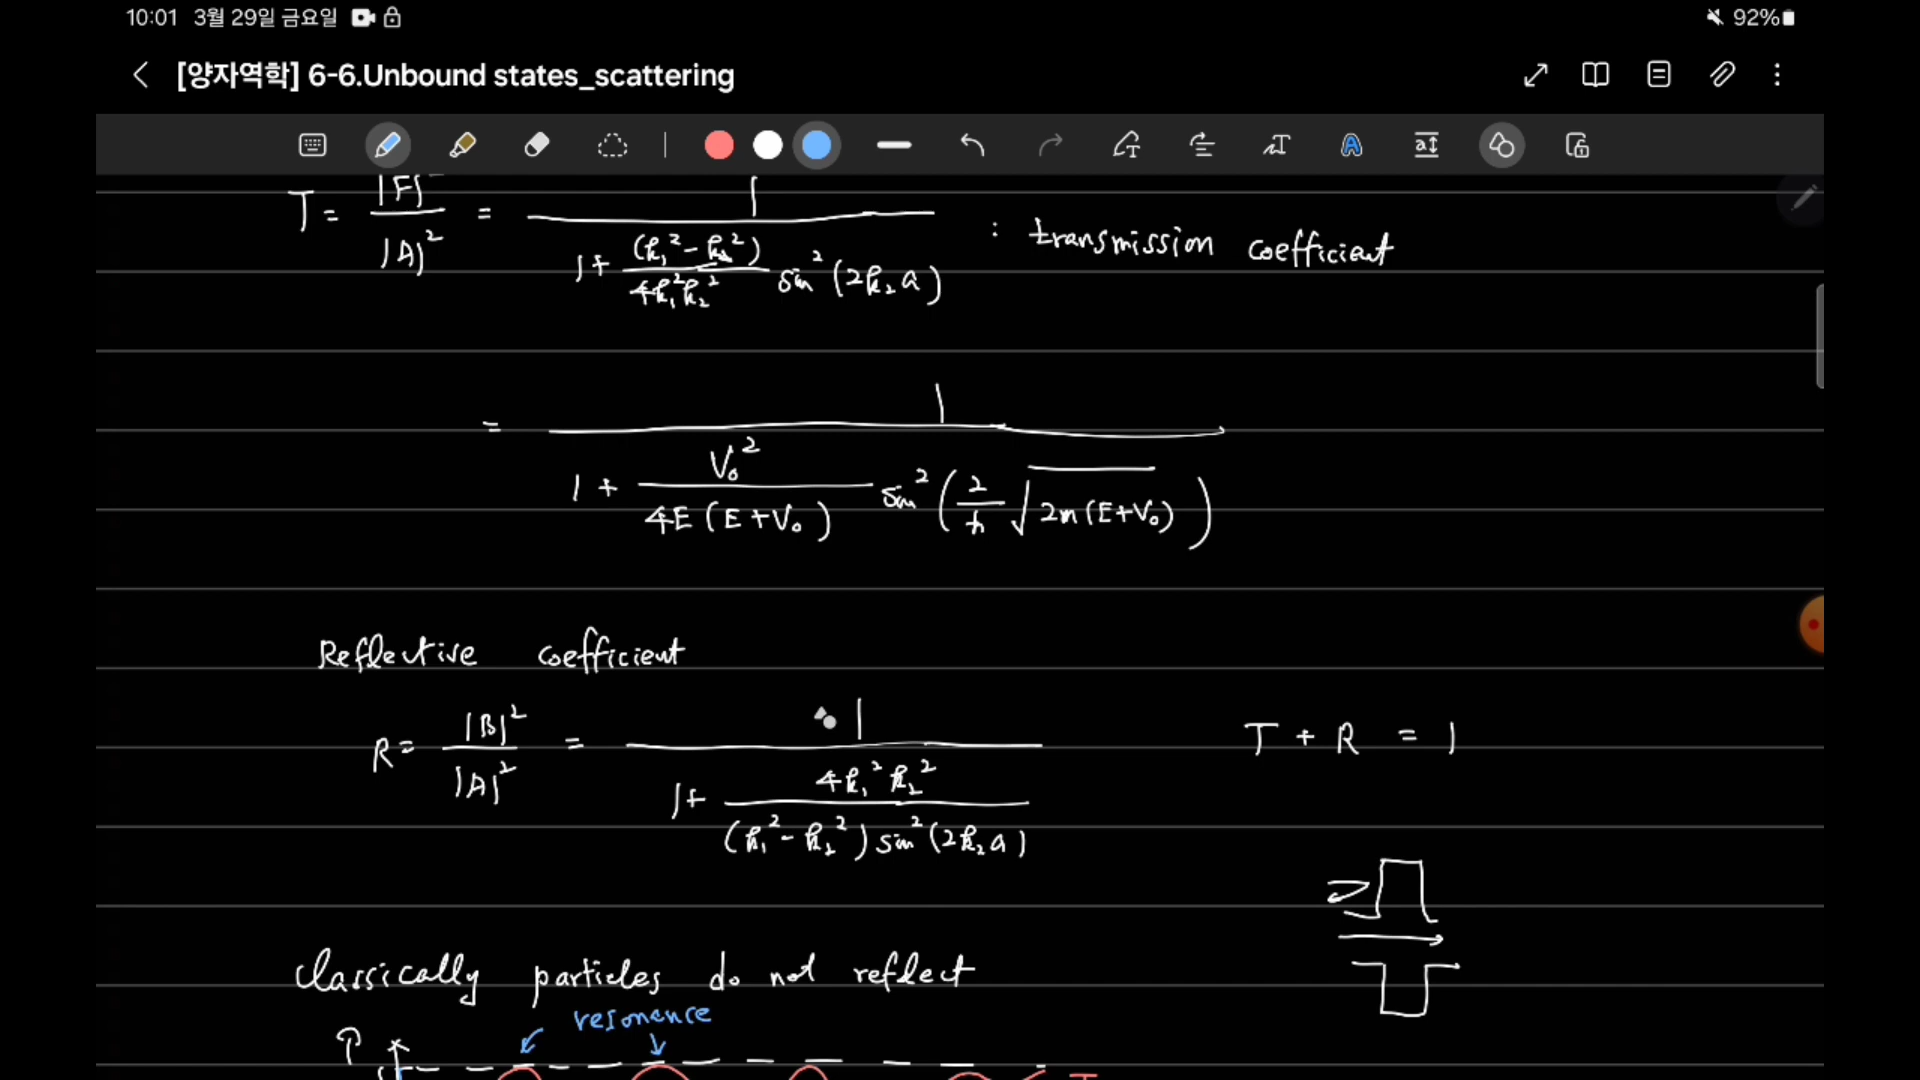 10:01 3월 29일 금요일 92%
[양자역학] 6-6.Unbound states_scattering
T = |F|² / |A|² = 1 / (1 + (k₁² - k₂²) / (4k₁²k₂²) sin²(2k₂a)) : transmission coefficient
= 1 / (1 + V₀² / (4E(E+V₀)) sin²(2/ħ √(2m(E+V₀))))
Reflective coefficient
R = |B|² / |A|² = 1 / (1 + 4k₁²k₂² / ((k₁² - k₂²) sin²(2k₂a))) T + R = 1
Classically particles do not reflect
resonance